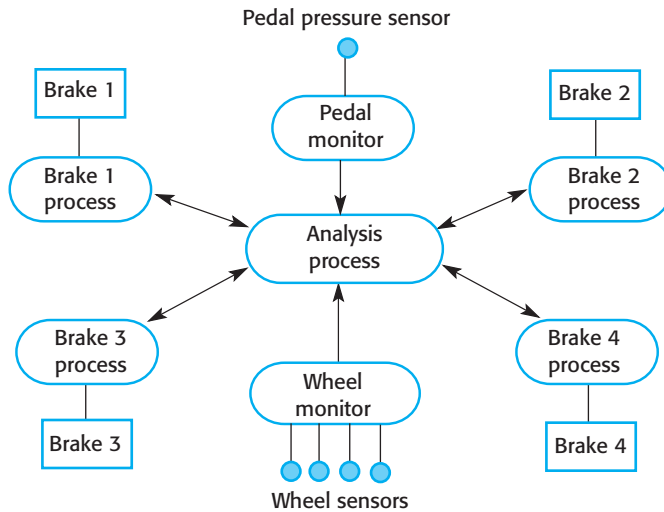 Pedal pressure sensor
Brake 1
Brake 2
Pedal
monitor
Brake 1
process
Brake 2
process
Analysis
process
Brake 3
process
Brake 4
process
Wheel
monitor
Brake 3
Brake 4
Wheel sensors